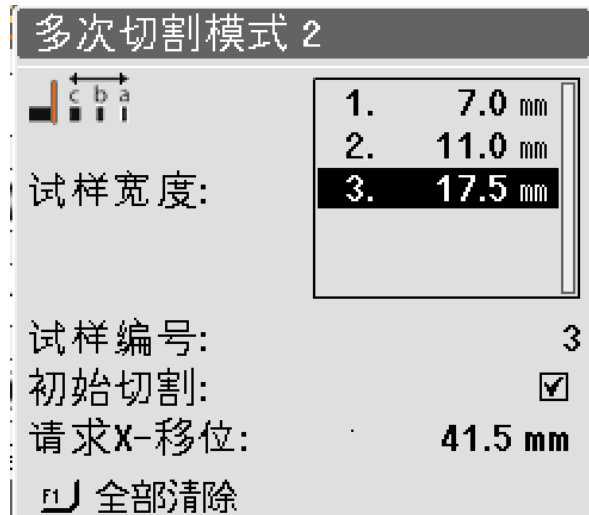 多次切割模式 2
c b a
1. 7.0 mm
2. 11.0 mm
3. 17.5 mm
试样宽度:
试样编号: 3
初始切割:
请求X-移位: 41.5 mm
F1 全部清除